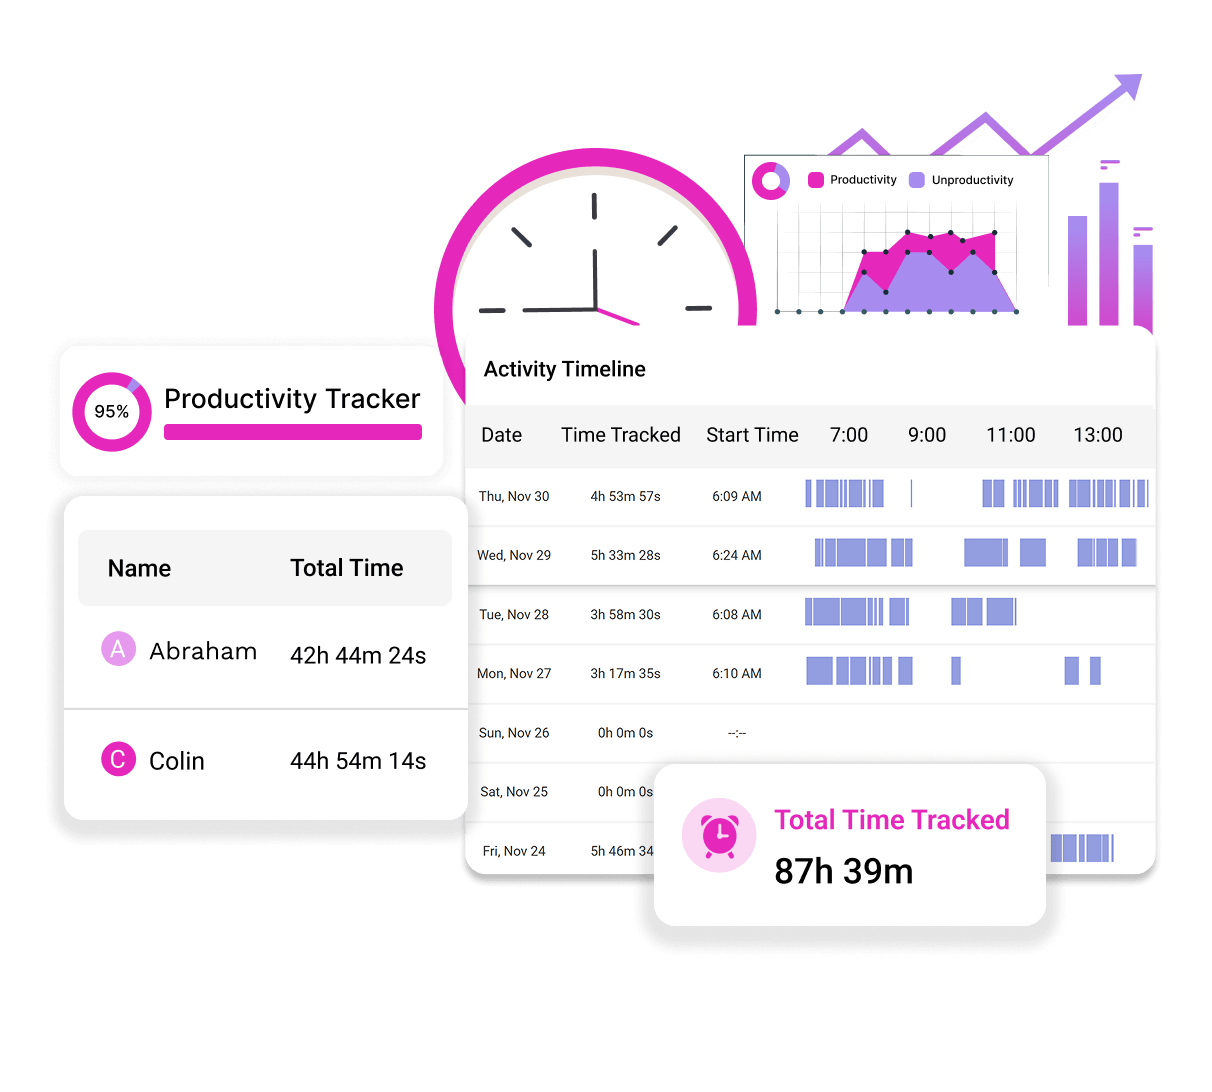 Productivity Unproductivity
Activity Timeline
Date Time Tracked Start Time 7:00 9:00 11:00 13:00
Thu, Nov 30 4h 53m 57s 6:09 AM
Wed, Nov 29 5h 33m 28s 6:24 AM
Tue, Nov 28 3h 58m 30s 6:08 AM
Mon, Nov 27 3h 17m 35s 6:10 AM
Sun, Nov 26 0h 0m 0s --:--
Sat, Nov 25 0h 0m 0s
Fri, Nov 24 5h 46m 34
95% Productivity Tracker
Name Total Time
A Abraham 42h 44m 24s
C Colin 44h 54m 14s
Total Time Tracked
87h 39m